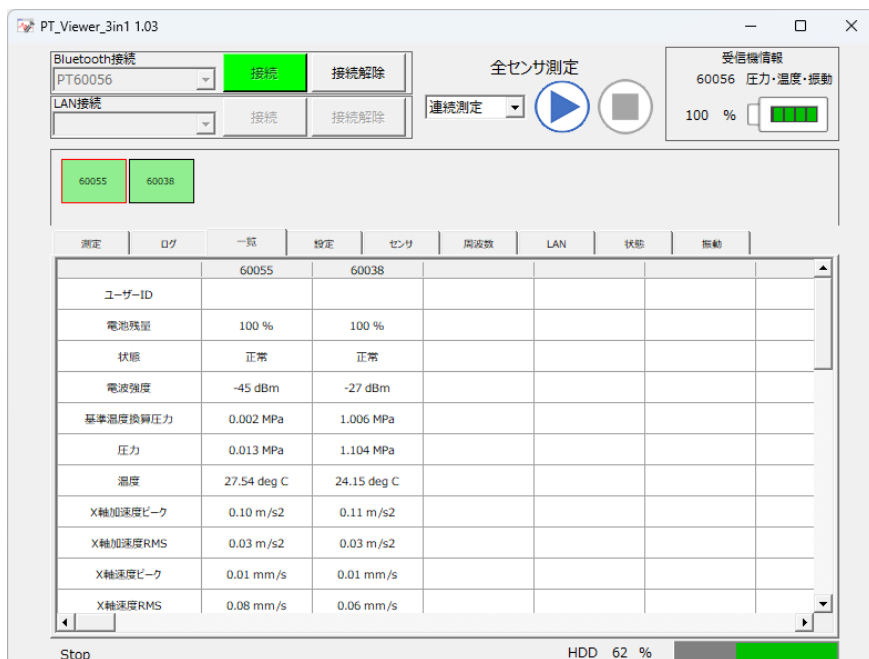 PT_Viewer_3in1 1.03
Bluetooth接続
PT60056
接続
接続解除
LAN接続
接続
接続解除
全センサ測定
連続測定
受信機情報
60056 圧力・温度・振動
100 %
60055 60038
測定 ログ 一覧 設定 センサ 周波数 LAN 状態 振動
60055 60038
ユーザーID
電池残量 100 % 100 %
状態 正常 正常
電波強度 -45 dBm -27 dBm
基準温度換算圧力 0.002 MPa 1.006 MPa
圧力 0.013 MPa 1.104 MPa
温度 27.54 deg C 24.15 deg C
X軸加速度ピーク 0.10 m/s2 0.11 m/s2
X軸加速度RMS 0.03 m/s2 0.03 m/s2
X軸速度ピーク 0.01 mm/s 0.01 mm/s
X軸速度RMS 0.08 mm/s 0.06 mm/s
Stop HDD 62 %